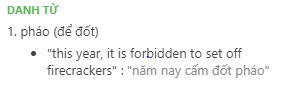 DANH TỪ
1. pháo (để đốt)
• "this year, it is forbidden to set off
firecrackers" : "năm nay cấm đốt pháo"